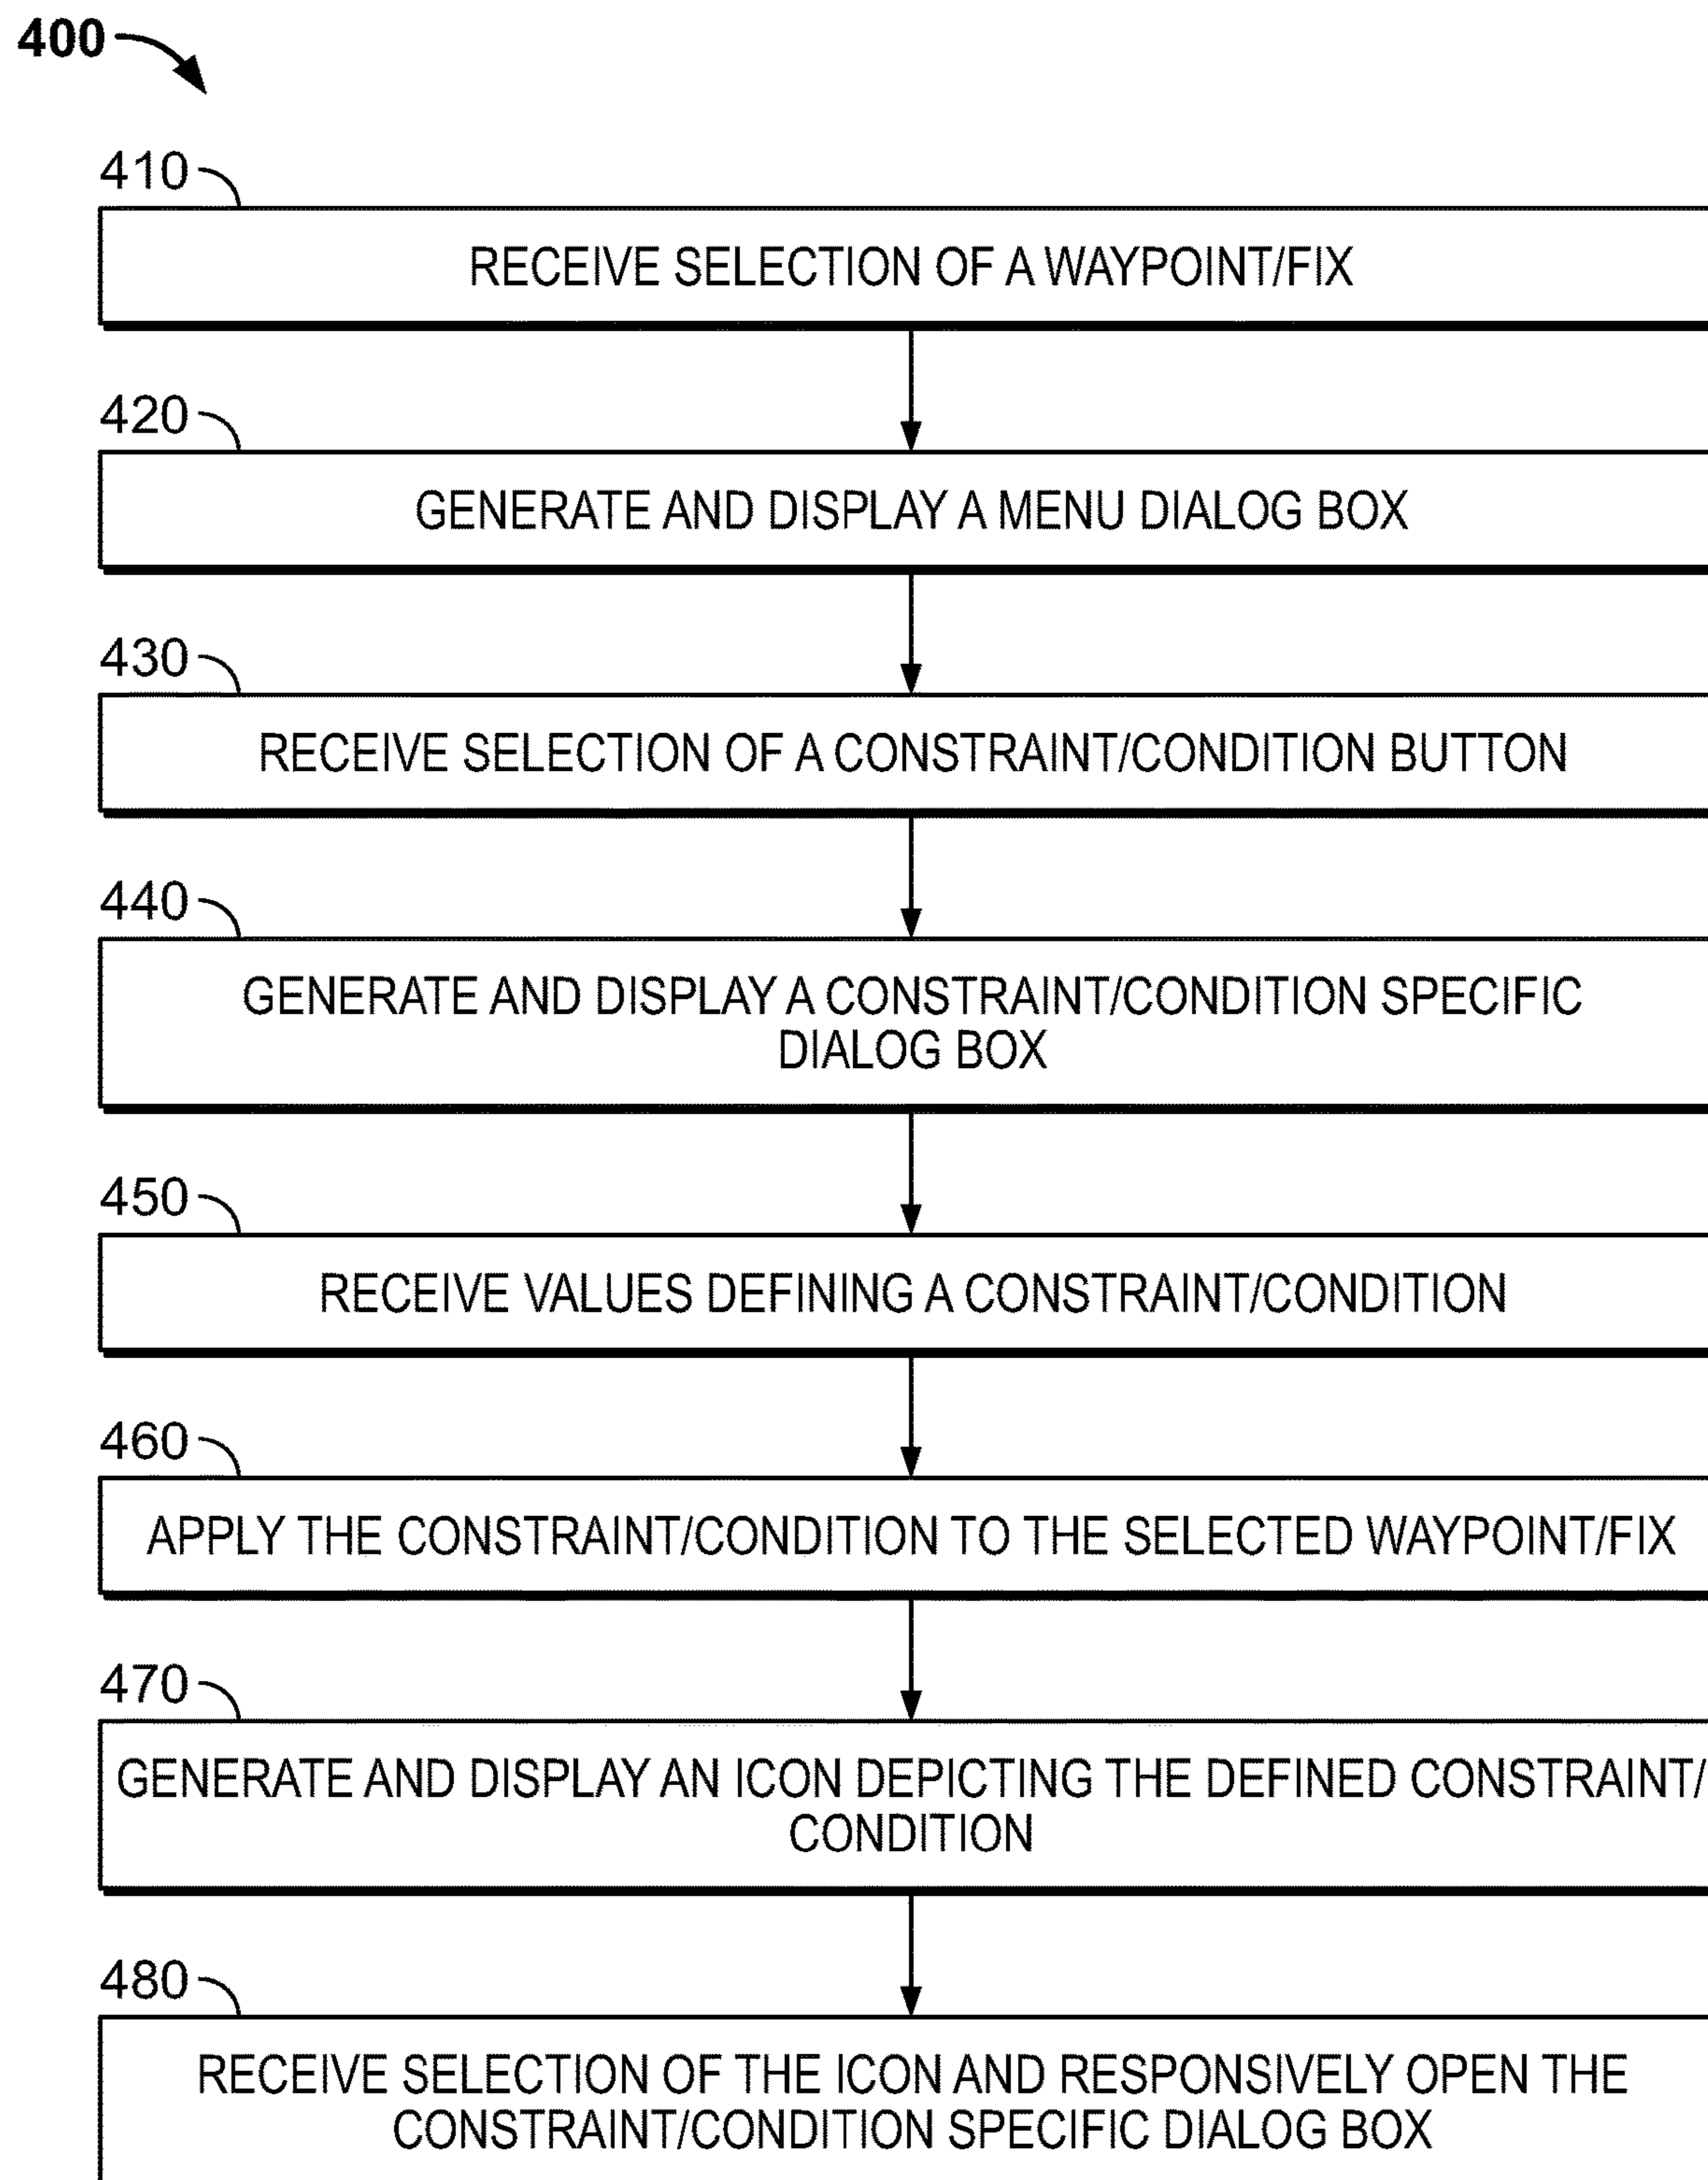 400
410
RECEIVE SELECTION OF A WAYPOINT/FIX
420
GENERATE AND DISPLAY A MENU DIALOG BOX
430
RECEIVE SELECTION OF A CONSTRAINT/CONDITION BUTTON
440
GENERATE AND DISPLAY A CONSTRAINT/CONDITION SPECIFIC
DIALOG BOX
450
RECEIVE VALUES DEFINING A CONSTRAINT/CONDITION
460
APPLY THE CONSTRAINT/CONDITION TO THE SELECTED WAYPOINT/FIX
470
GENERATE AND DISPLAY AN ICON DEPICTING THE DEFINED CONSTRAINT/
CONDITION
480
RECEIVE SELECTION OF THE ICON AND RESPONSIVELY OPEN THE
CONSTRAINT/CONDITION SPECIFIC DIALOG BOX